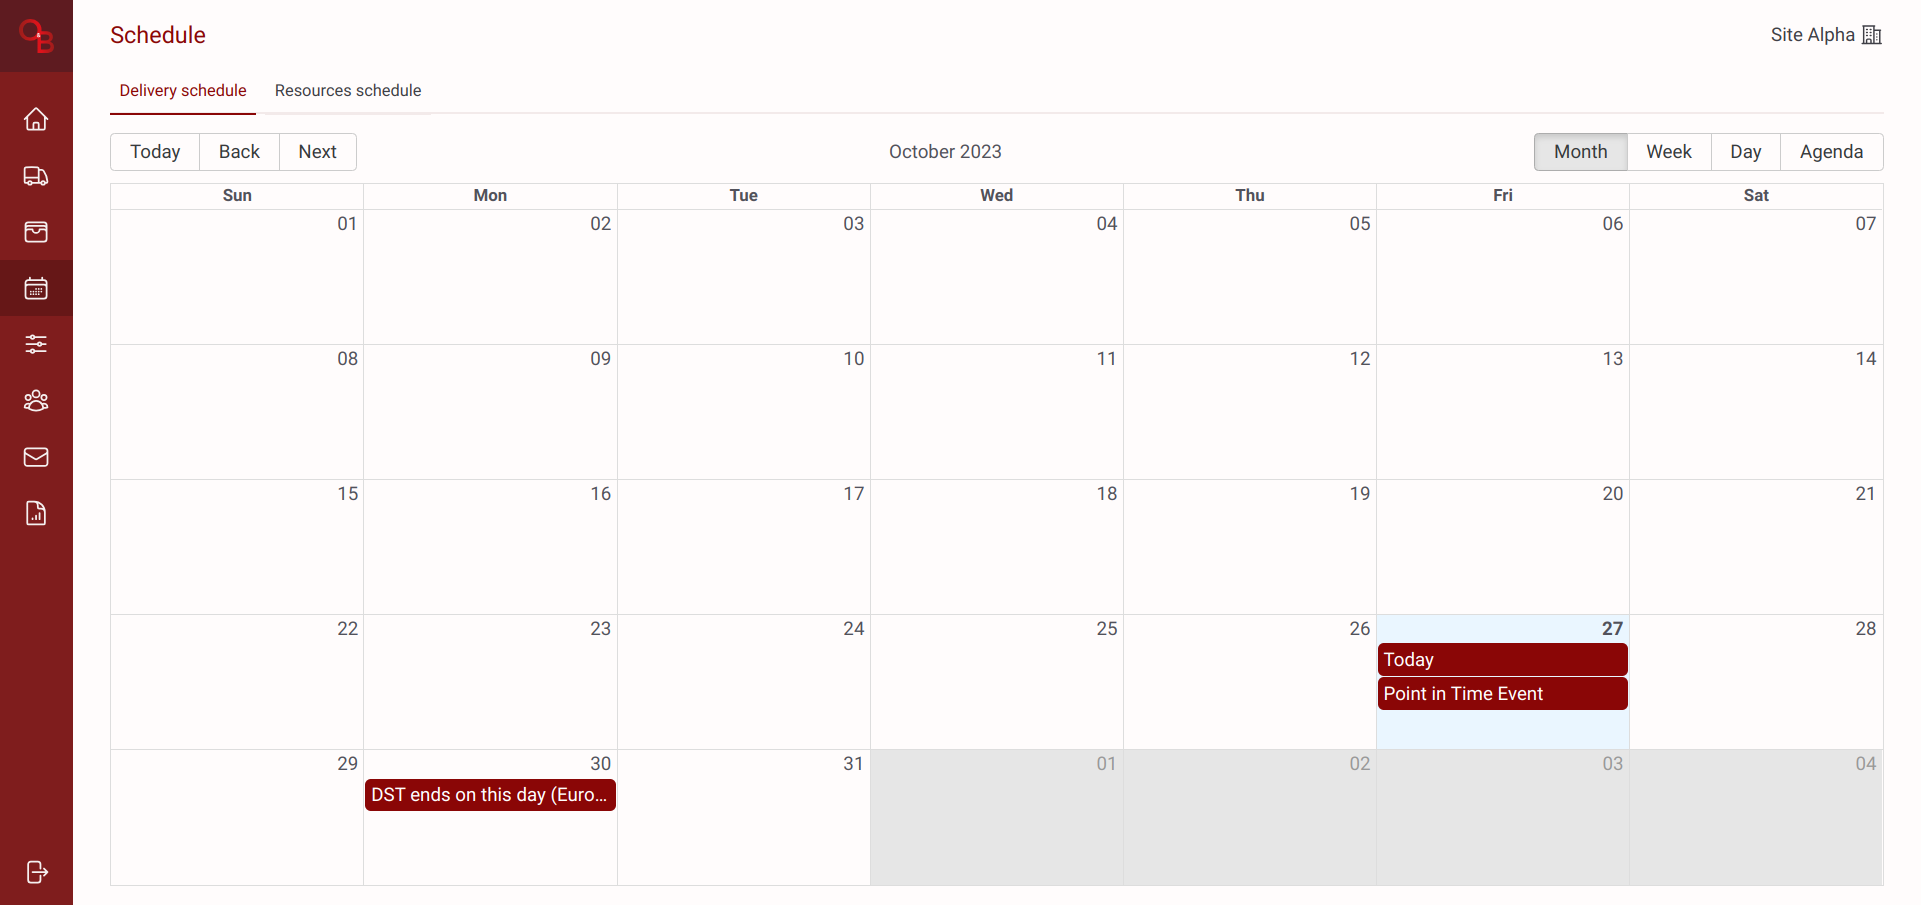 O&B
Schedule
Site Alpha
Delivery schedule Resources schedule
Today Back Next October 2023 Month Week Day Agenda
Sun Mon Tue Wed Thu Fri Sat
01 02 03 04 05 06 07
08 09 10 11 12 13 14
15 16 17 18 19 20 21
22 23 24 25 26 27 28
Today
Point in Time Event
29 30 31 01 02 03 04
DST ends on this day (Euro...